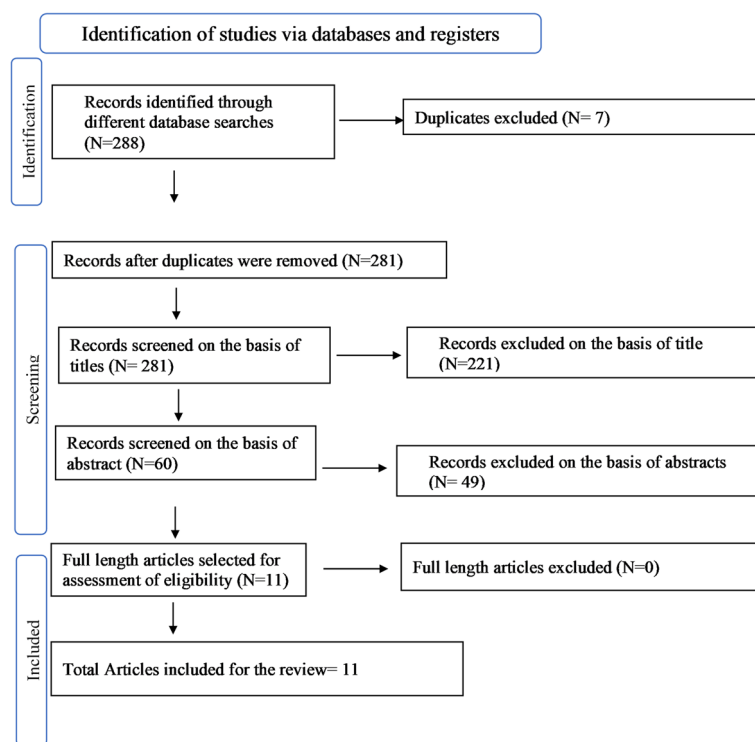 Identification of studies via databases and registers
Identification
Records identified through
different database searches
(N=288)
Duplicates excluded (N= 7)
Screening
Records after duplicates were removed (N=281)
Records screened on the basis of
titles (N= 281)
Records excluded on the basis of title
(N=221)
Records screened on the basis of
abstract (N=60)
Records excluded on the basis of abstracts
(N= 49)
Included
Full length articles selected for
assessment of eligibility (N=11)
Full length articles excluded (N=0)
Total Articles included for the review= 11